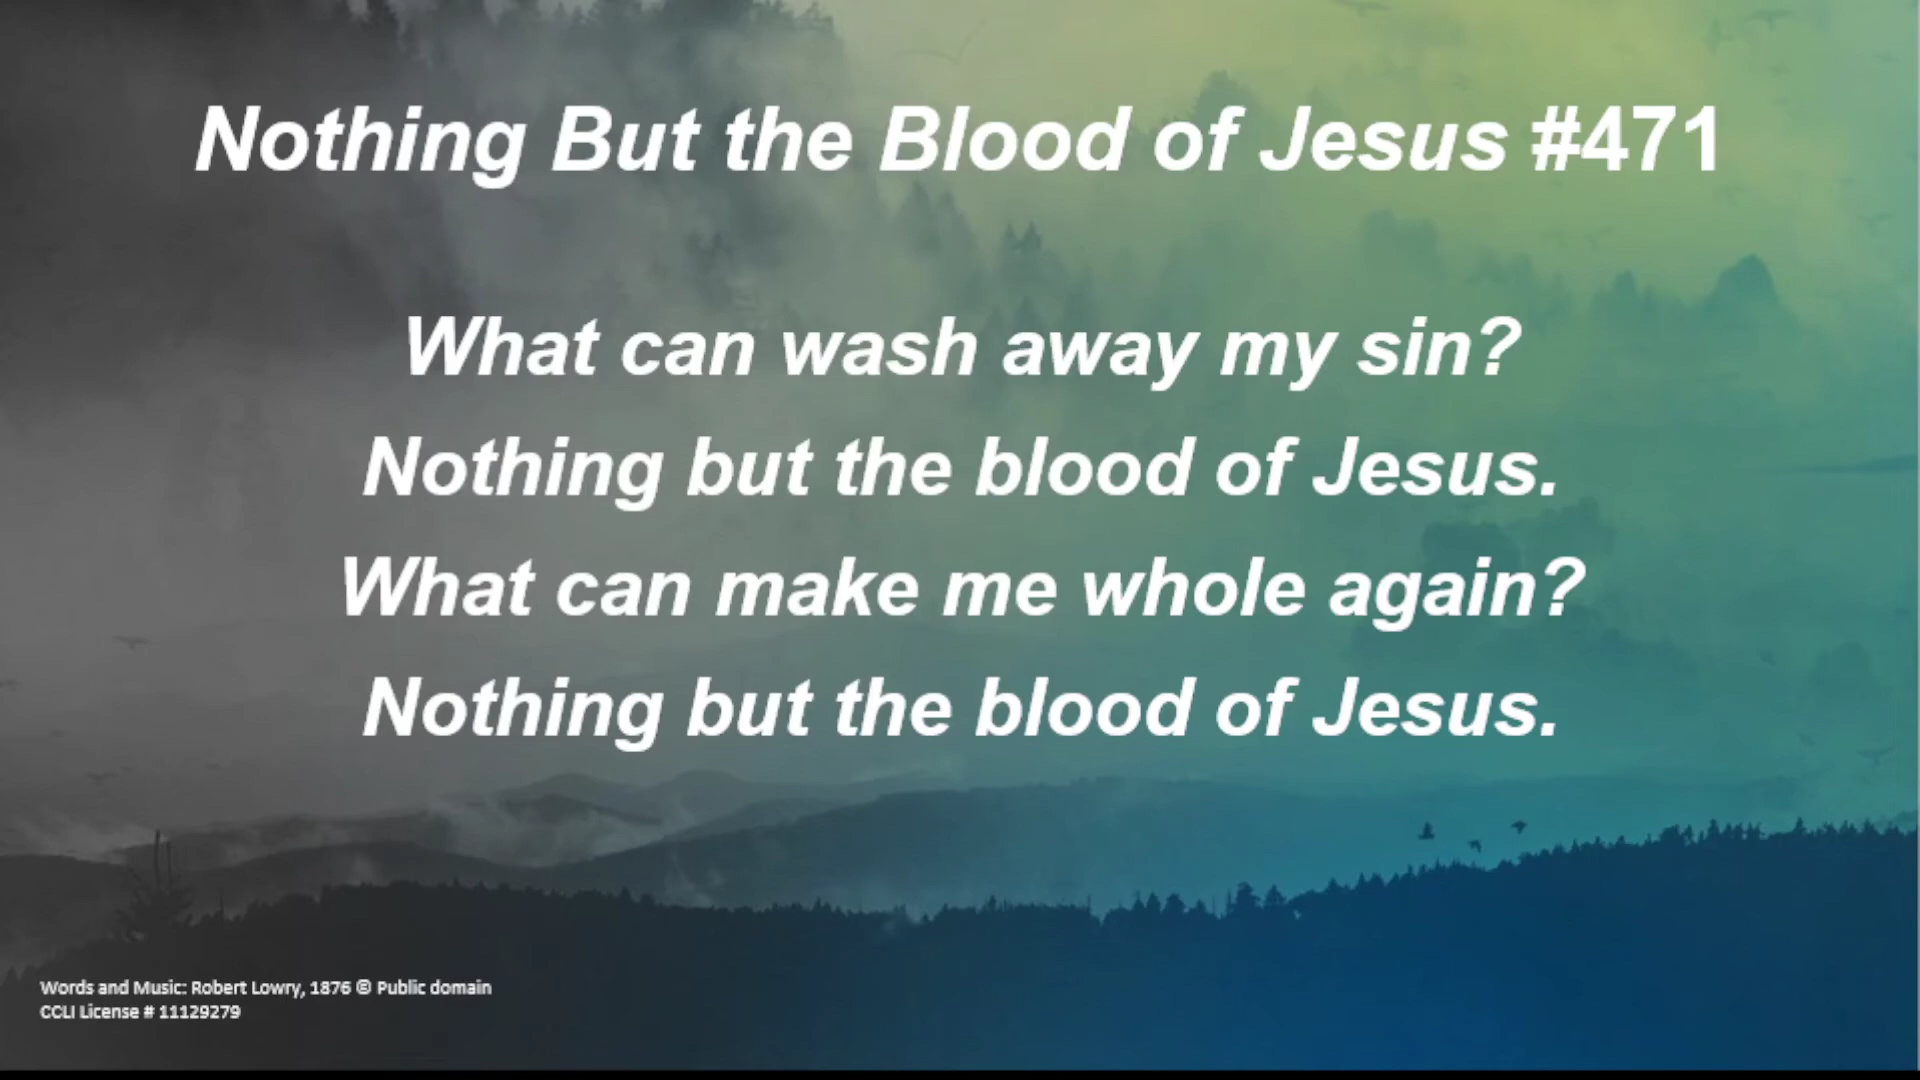 Nothing But the Blood of Jesus #471
What can wash away my sin?
Nothing but the blood of Jesus.
What can make me whole again?
Nothing but the blood of Jesus.
Words and Music: Robert Lowry, 1876 © Public domain
CCLI License # 11129279